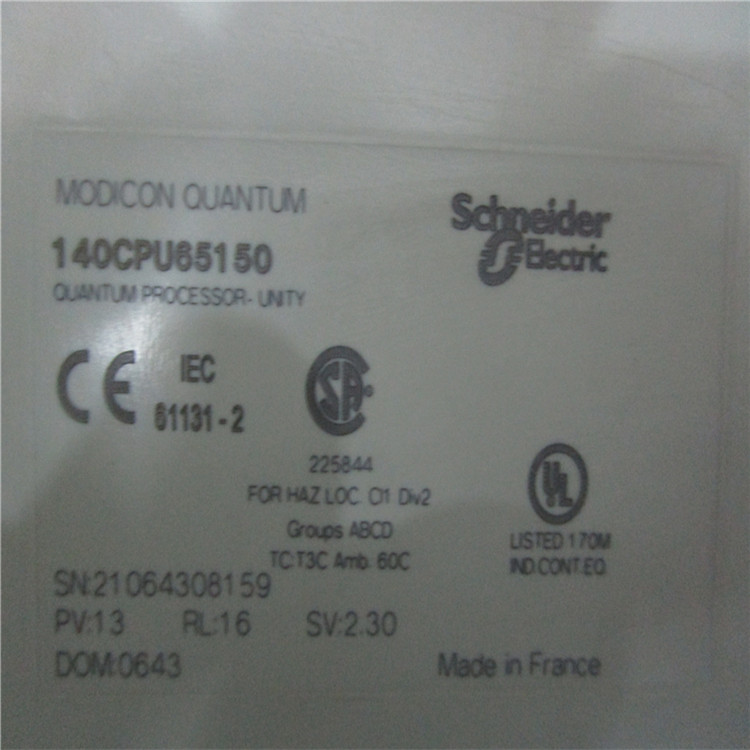 MODICON QUANTUM
Schneider
Electric
140CPU65150
QUANTUM PROCESSOR- UNITY
CE
IEC
61131-2
SA
225844
FOR HAZ LOC. Cl1 Div2
Groups ABCD
TC:T3C Amb. 60C
UL
LISTED 170M
IND.CONT.EQ.
SN:21064308159
PV:13 RL:16 SV:2.30
DOM:0643
Made in France